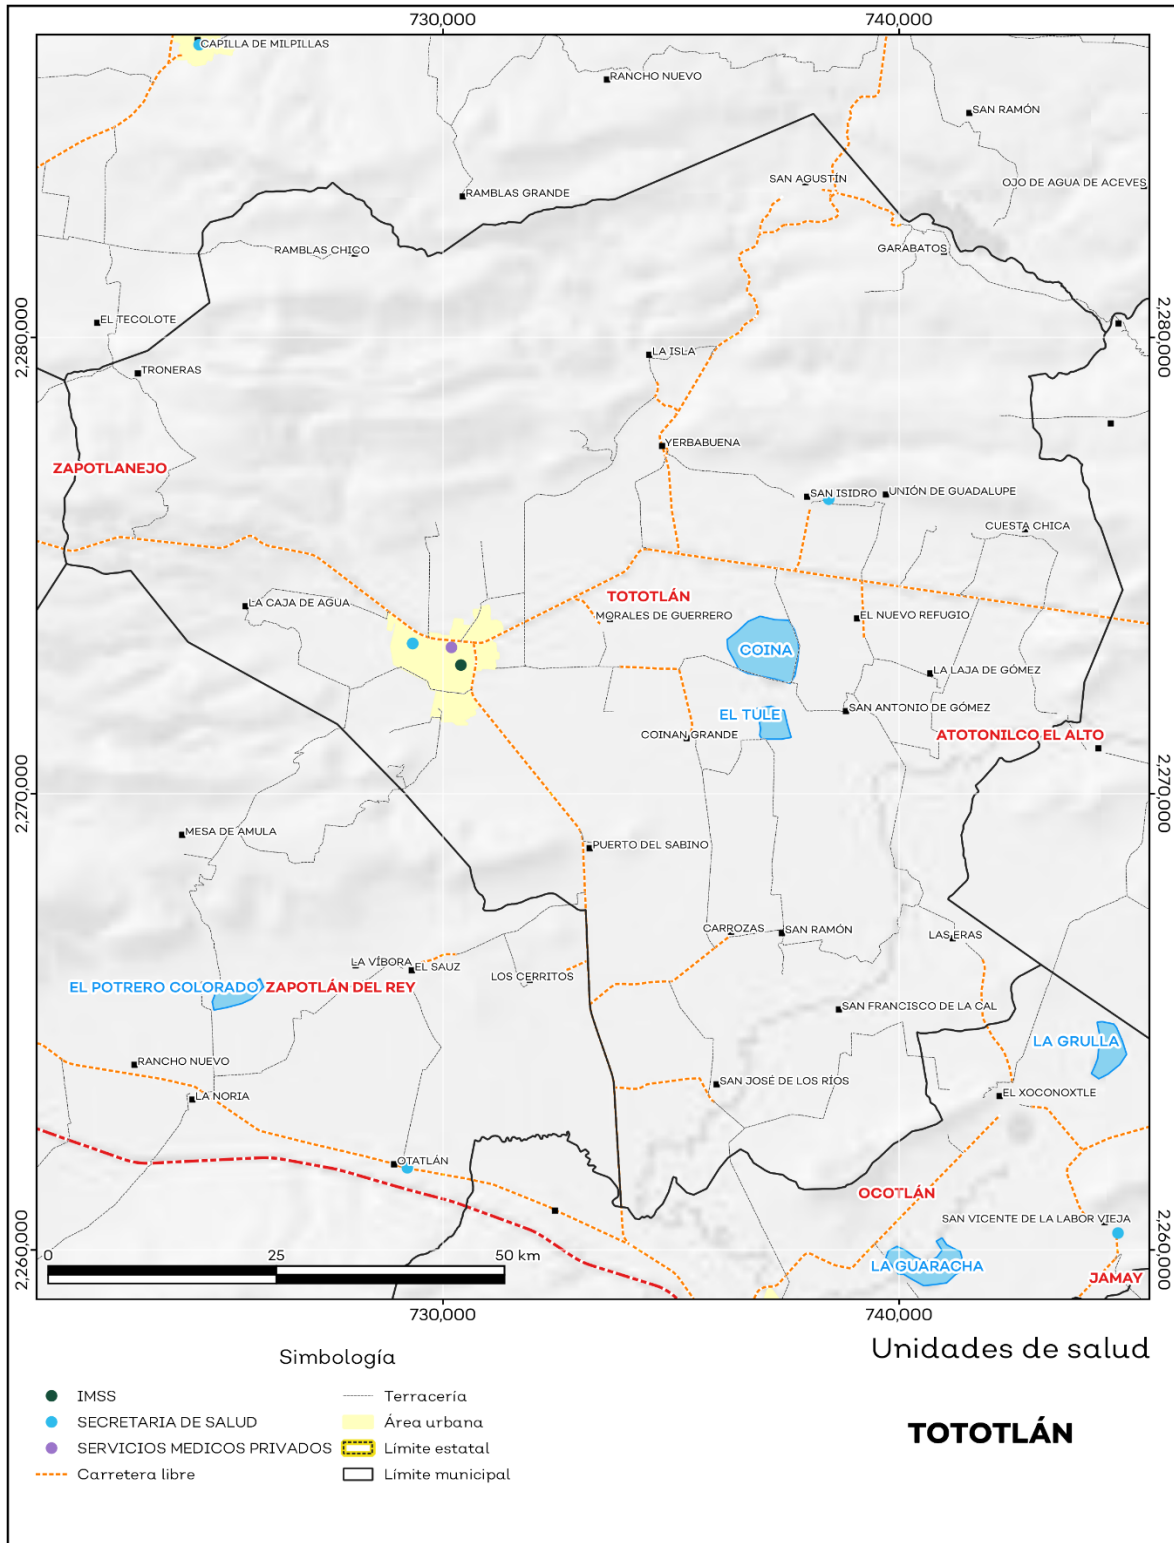 730,000
740,000
CAPILLA DE MILPILLAS
RANCHO NUEVO
SAN RAMÓN
SAN AGUSTÍN
OJO DE AGUA DE ACEVES
RAMBLAS GRANDE
RAMBLAS CHICO
GARABATOS
EL TECOLOTE
2,280,000
2,280,000
LA ISLA
TRONERAS
YERBABUENA
ZAPOTLANEJO
SAN ISIDRO
UNIÓN DE GUADALUPE
CUESTA CHICA
TOTOTLÁN
LA CAJA DE AGUA
MORALES DE GUERRERO
EL NUEVO REFUGIO
COINA
LA LAJA DE GÓMEZ
SAN ANTONIO DE GÓMEZ
EL TULE
COINAN GRANDE
ATOTONILCO EL ALTO
2,270,000
2,270,000
MESA DE AMULA
PUERTO DEL SABINO
CARROZAS
SAN RAMÓN
LAS ERAS
LA VÍBORA
EL SAUZ
LOS CERRITOS
EL POTRERO COLORADO
ZAPOTLÁN DEL REY
SAN FRANCISCO DE LA CAL
LA GRULLA
RANCHO NUEVO
SAN JOSÉ DE LOS RÍOS
EL XOCONOXTLE
LA NORIA
OTATLÁN
OCOTLÁN
SAN VICENTE DE LA LABOR VIEJA
2,260,000
2,260,000
0 25 50 km
LA GUARACHA
JAMAY
730,000
740,000
Unidades de salud
TOTOTLÁN
Simbología
IMSS
SECRETARIA DE SALUD
SERVICIOS MEDICOS PRIVADOS
Carretera libre
Terracería
Área urbana
Límite estatal
Límite municipal